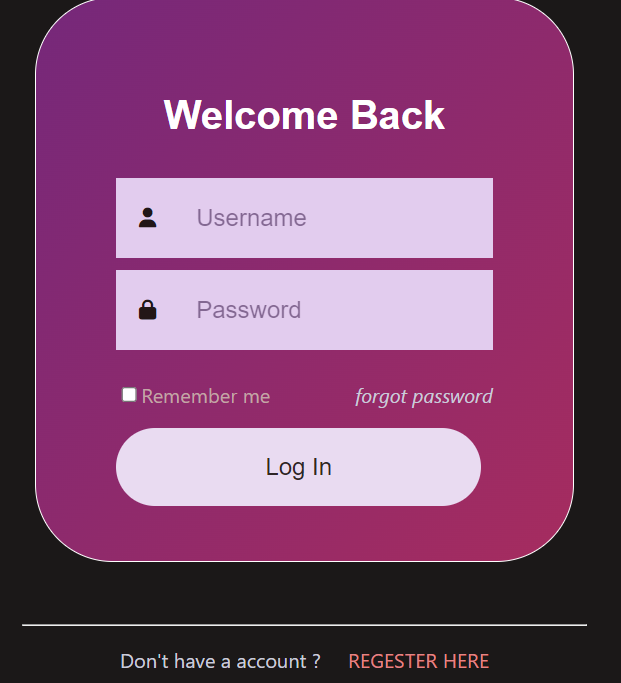 Welcome Back
Username
Password
Remember me forgot password
Log In
Don't have a account ? REGESTER HERE